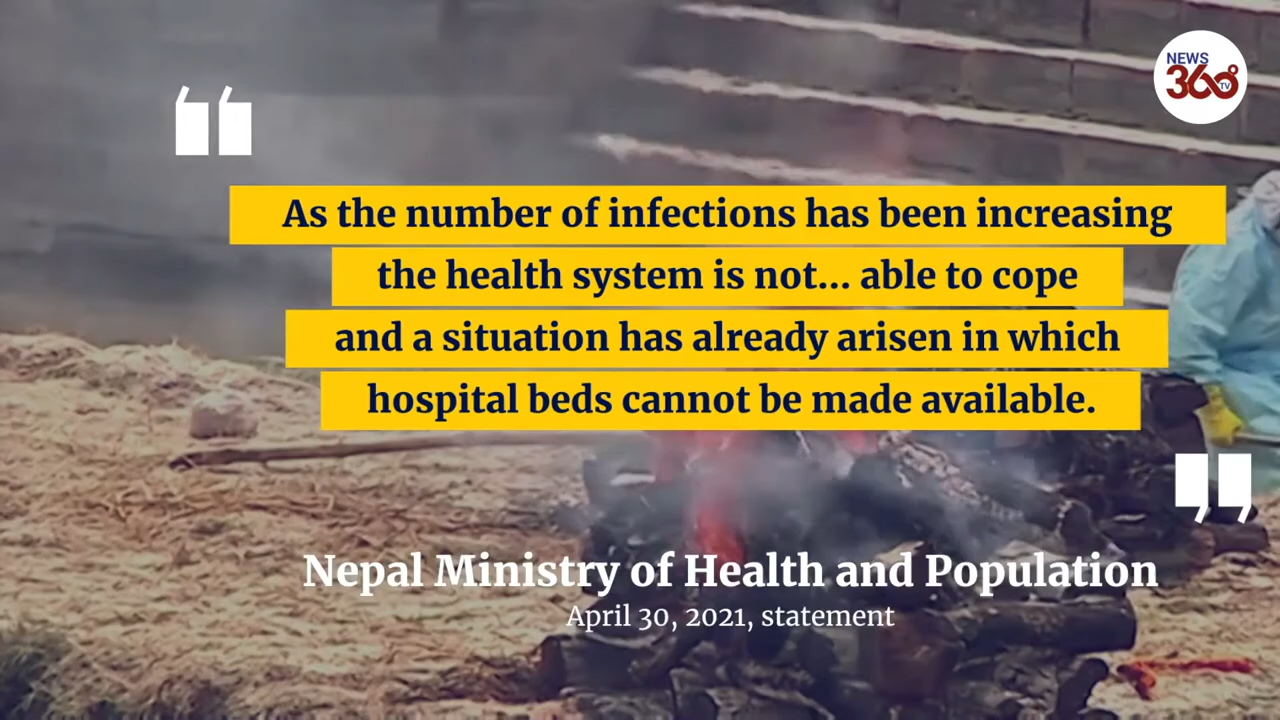 NEWS
360°
TV
“
As the number of infections has been increasing
the health system is not... able to cope
and a situation has already arisen in which
hospital beds cannot be made available.
”
Nepal Ministry of Health and Population
April 30, 2021, statement